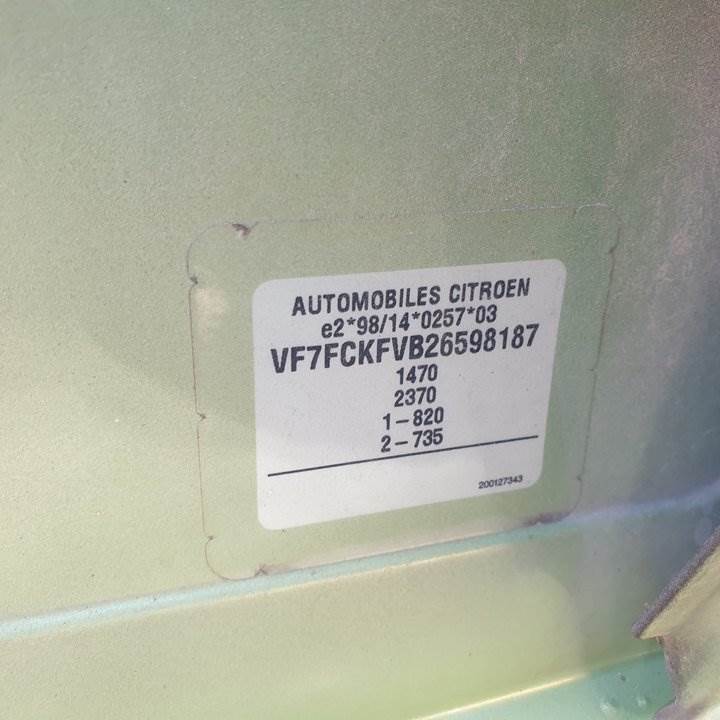 AUTOMOBILES CITROEN
e2*98/14*0257*03
VF7FCKFVB26598187
1470
2370
1-820
2-735
200127343